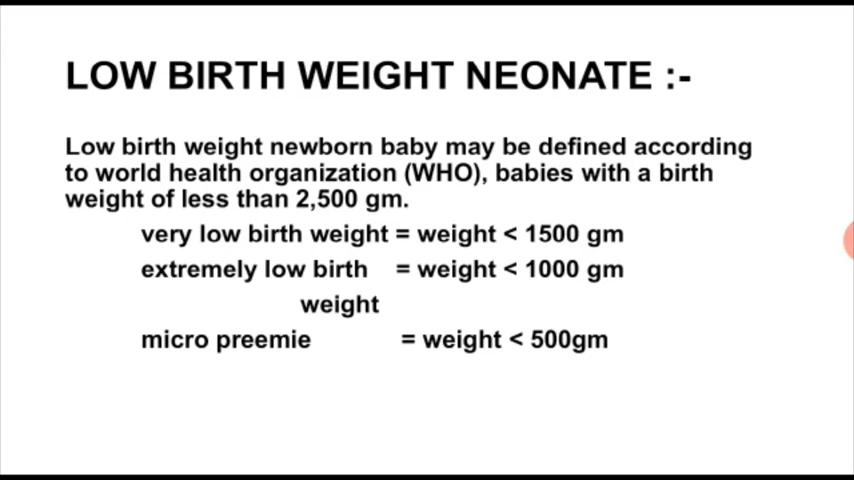 LOW BIRTH WEIGHT NEONATE :-
Low birth weight newborn baby may be defined according
to world health organization (WHO), babies with a birth
weight of less than 2,500 gm.
very low birth weight = weight < 1500 gm
extremely low birth = weight < 1000 gm
weight
micro preemie = weight < 500gm